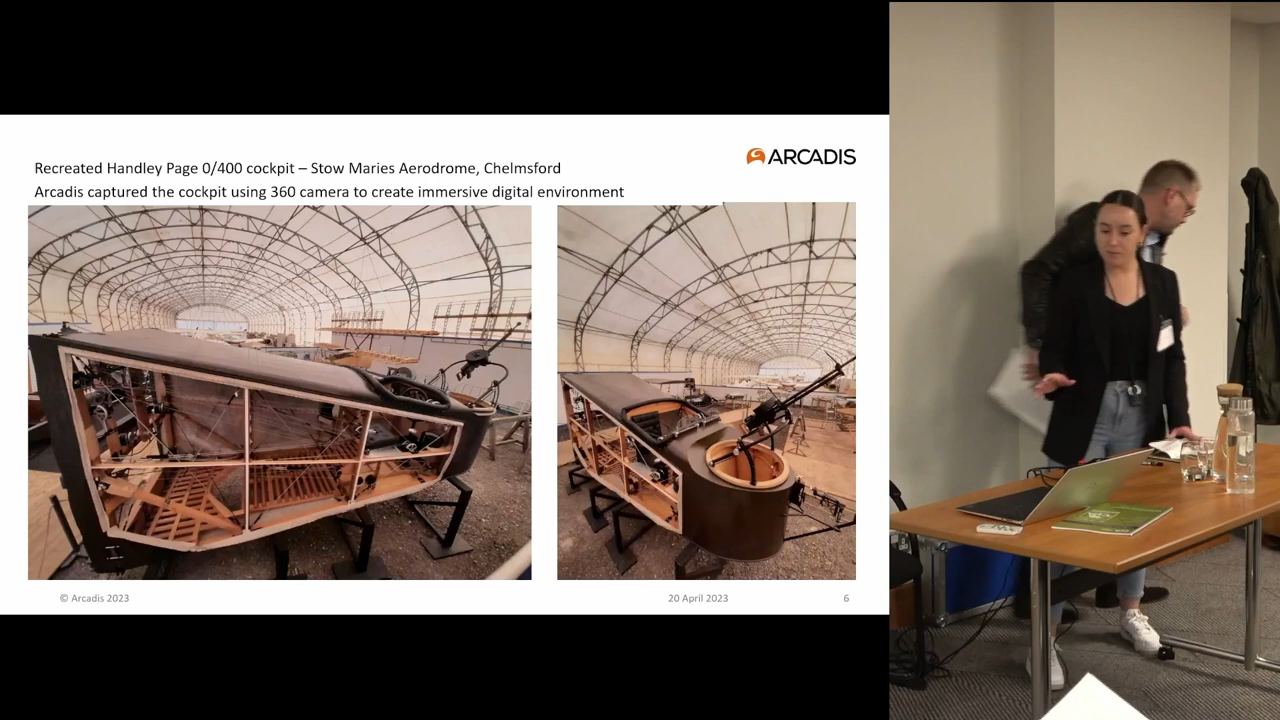 Recreated Handley Page 0/400 cockpit – Stow Maries Aerodrome, Chelmsford
Arcadis captured the cockpit using 360 camera to create immersive digital environment
ARCADIS
© Arcadis 2023
20 April 2023
6